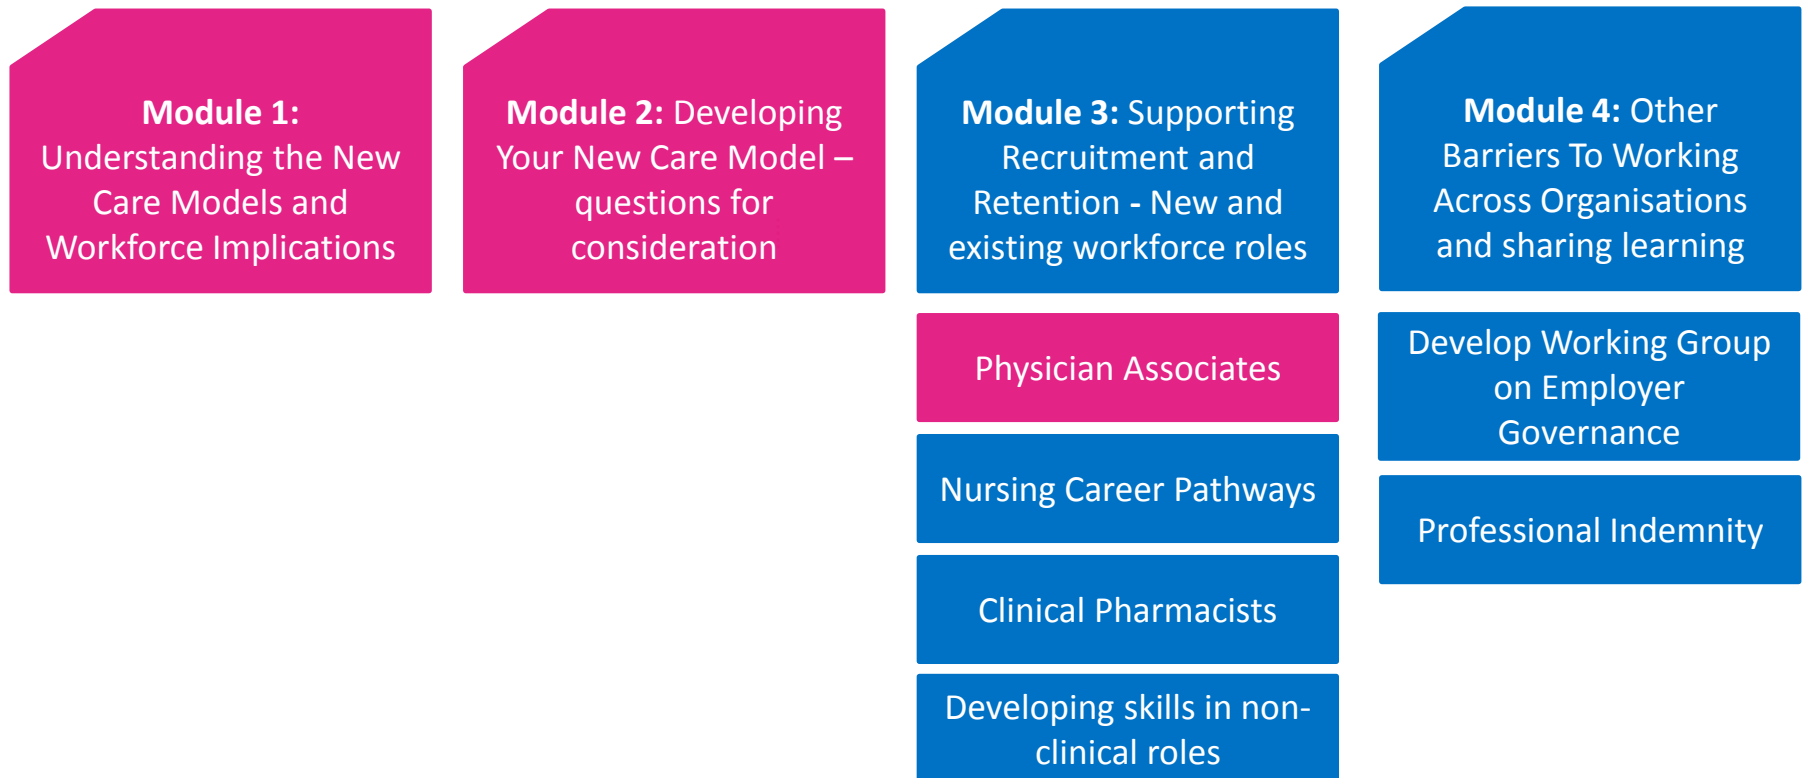 Module 1:
Understanding the New
Care Models and
Workforce Implications
Module 2: Developing
Your New Care Model –
questions for
consideration
Module 3: Supporting
Recruitment and
Retention - New and
existing workforce roles
Module 4: Other
Barriers To Working
Across Organisations
and sharing learning
Physician Associates
Nursing Career Pathways
Clinical Pharmacists
Developing skills in non-
clinical roles
Develop Working Group
on Employer
Governance
Professional Indemnity